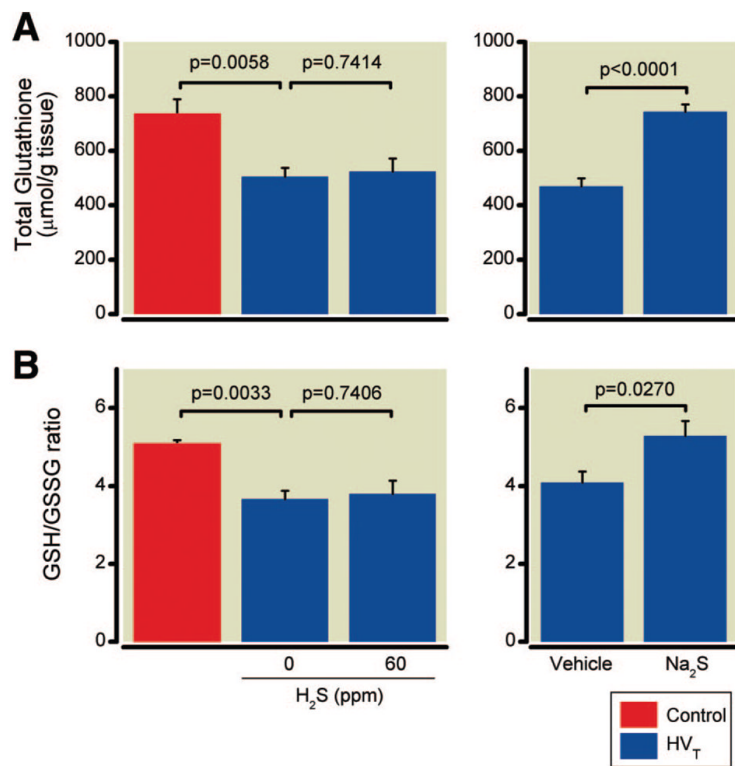 A
Total Glutathione
(μmol/g tissue)
1000
800
600
400
200
0
p=0.0058
p=0.7414
1000
800
600
400
200
0
p<0.0001
B
GSH/GSSG ratio
6
4
2
0
p=0.0033
p=0.7406
0
60
H₂S (ppm)
6
4
2
0
p=0.0270
Vehicle
Na₂S
Control
HV_T